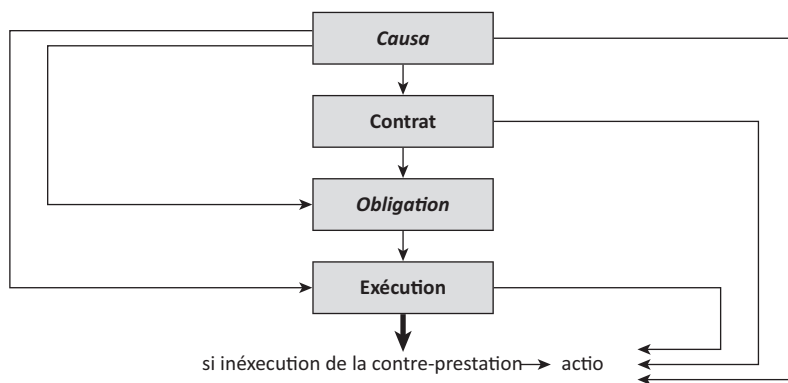 Causa
Contrat
Obligation
Exécution
si inéxecution de la contre-prestation actio